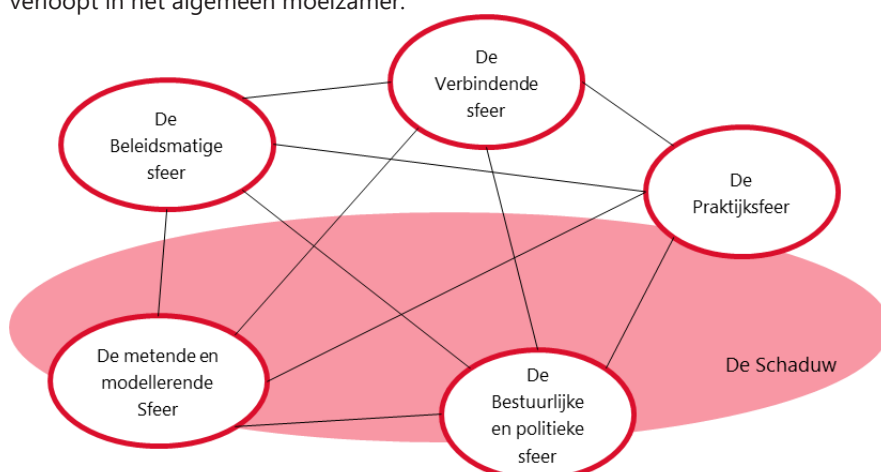 verloopt in het algemeen moeizamer.
De
Verbindende
sfeer
De
Beleidsmatige
sfeer
De
Praktijksfeer
De metende en
modellerende
Sfeer
De
Bestuurlijke
en politieke
sfeer
De Schaduw